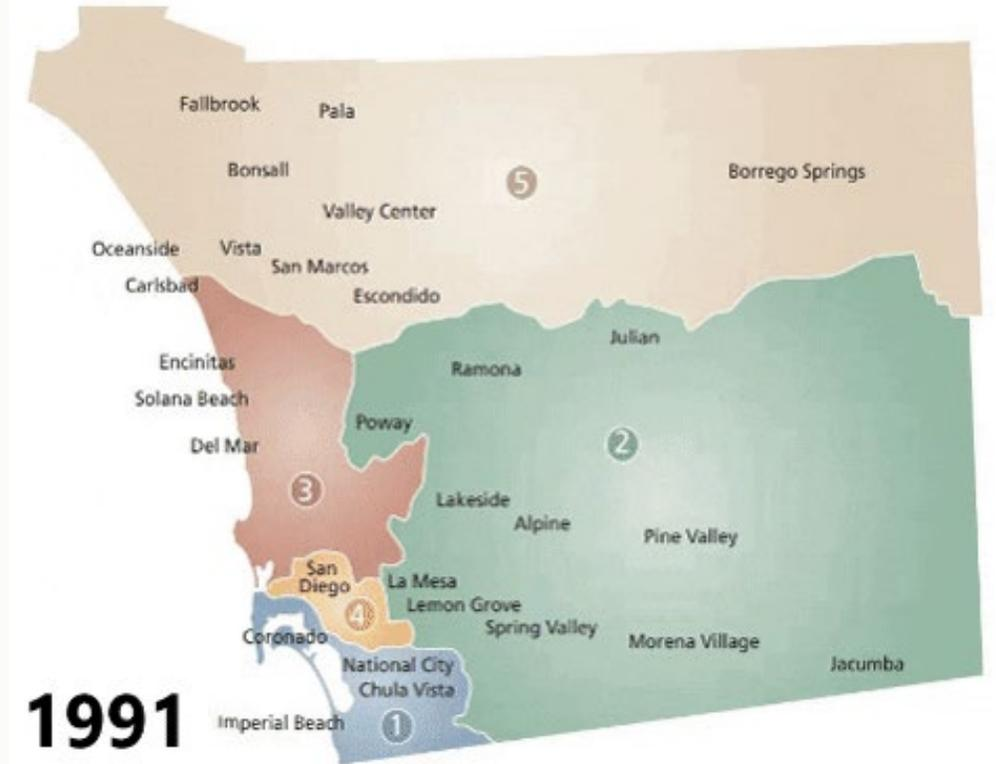 Fallbrook
Pala
Bonsall
5
Borrego Springs
Valley Center
Oceanside
Vista
San Marcos
Carlsbad
Escondido
Julian
Encinitas
Ramona
Solana Beach
Poway
Del Mar
2
3
Lakeside
Alpine
Pine Valley
San
Diego
La Mesa
Lemon Grove
4
Spring Valley
Coronado
Morena Village
National City
Jacumba
Chula Vista
1991
Imperial Beach
1